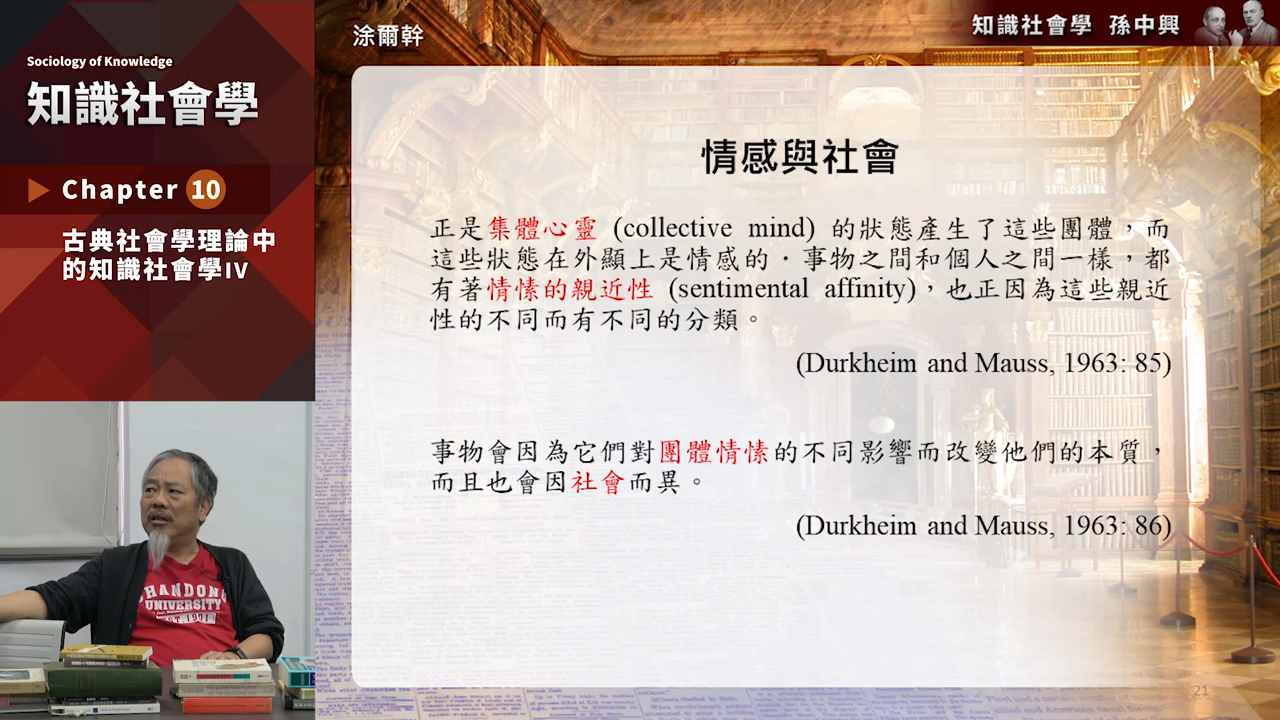 Sociology of Knowledge
知識社會學
Chapter 10
古典社會學理論中
的知識社會學IV
涂爾幹
知識社會學 孫中興
情感與社會
正是集體心靈 (collective mind) 的狀態產生了這些團體，而
這些狀態在外顯上是情感的．事物之間和個人之間一樣，都
有著情愫的親近性 (sentimental affinity)，也正因為這些親近
性的不同而有不同的分類。
(Durkheim and Mauss, 1963: 85)
事物會因為它們對團體情愫的不同影響而改變他們的本質，
而且也會因社會而異。
(Durkheim and Mauss, 1963: 86)
UNIVERSITY
21